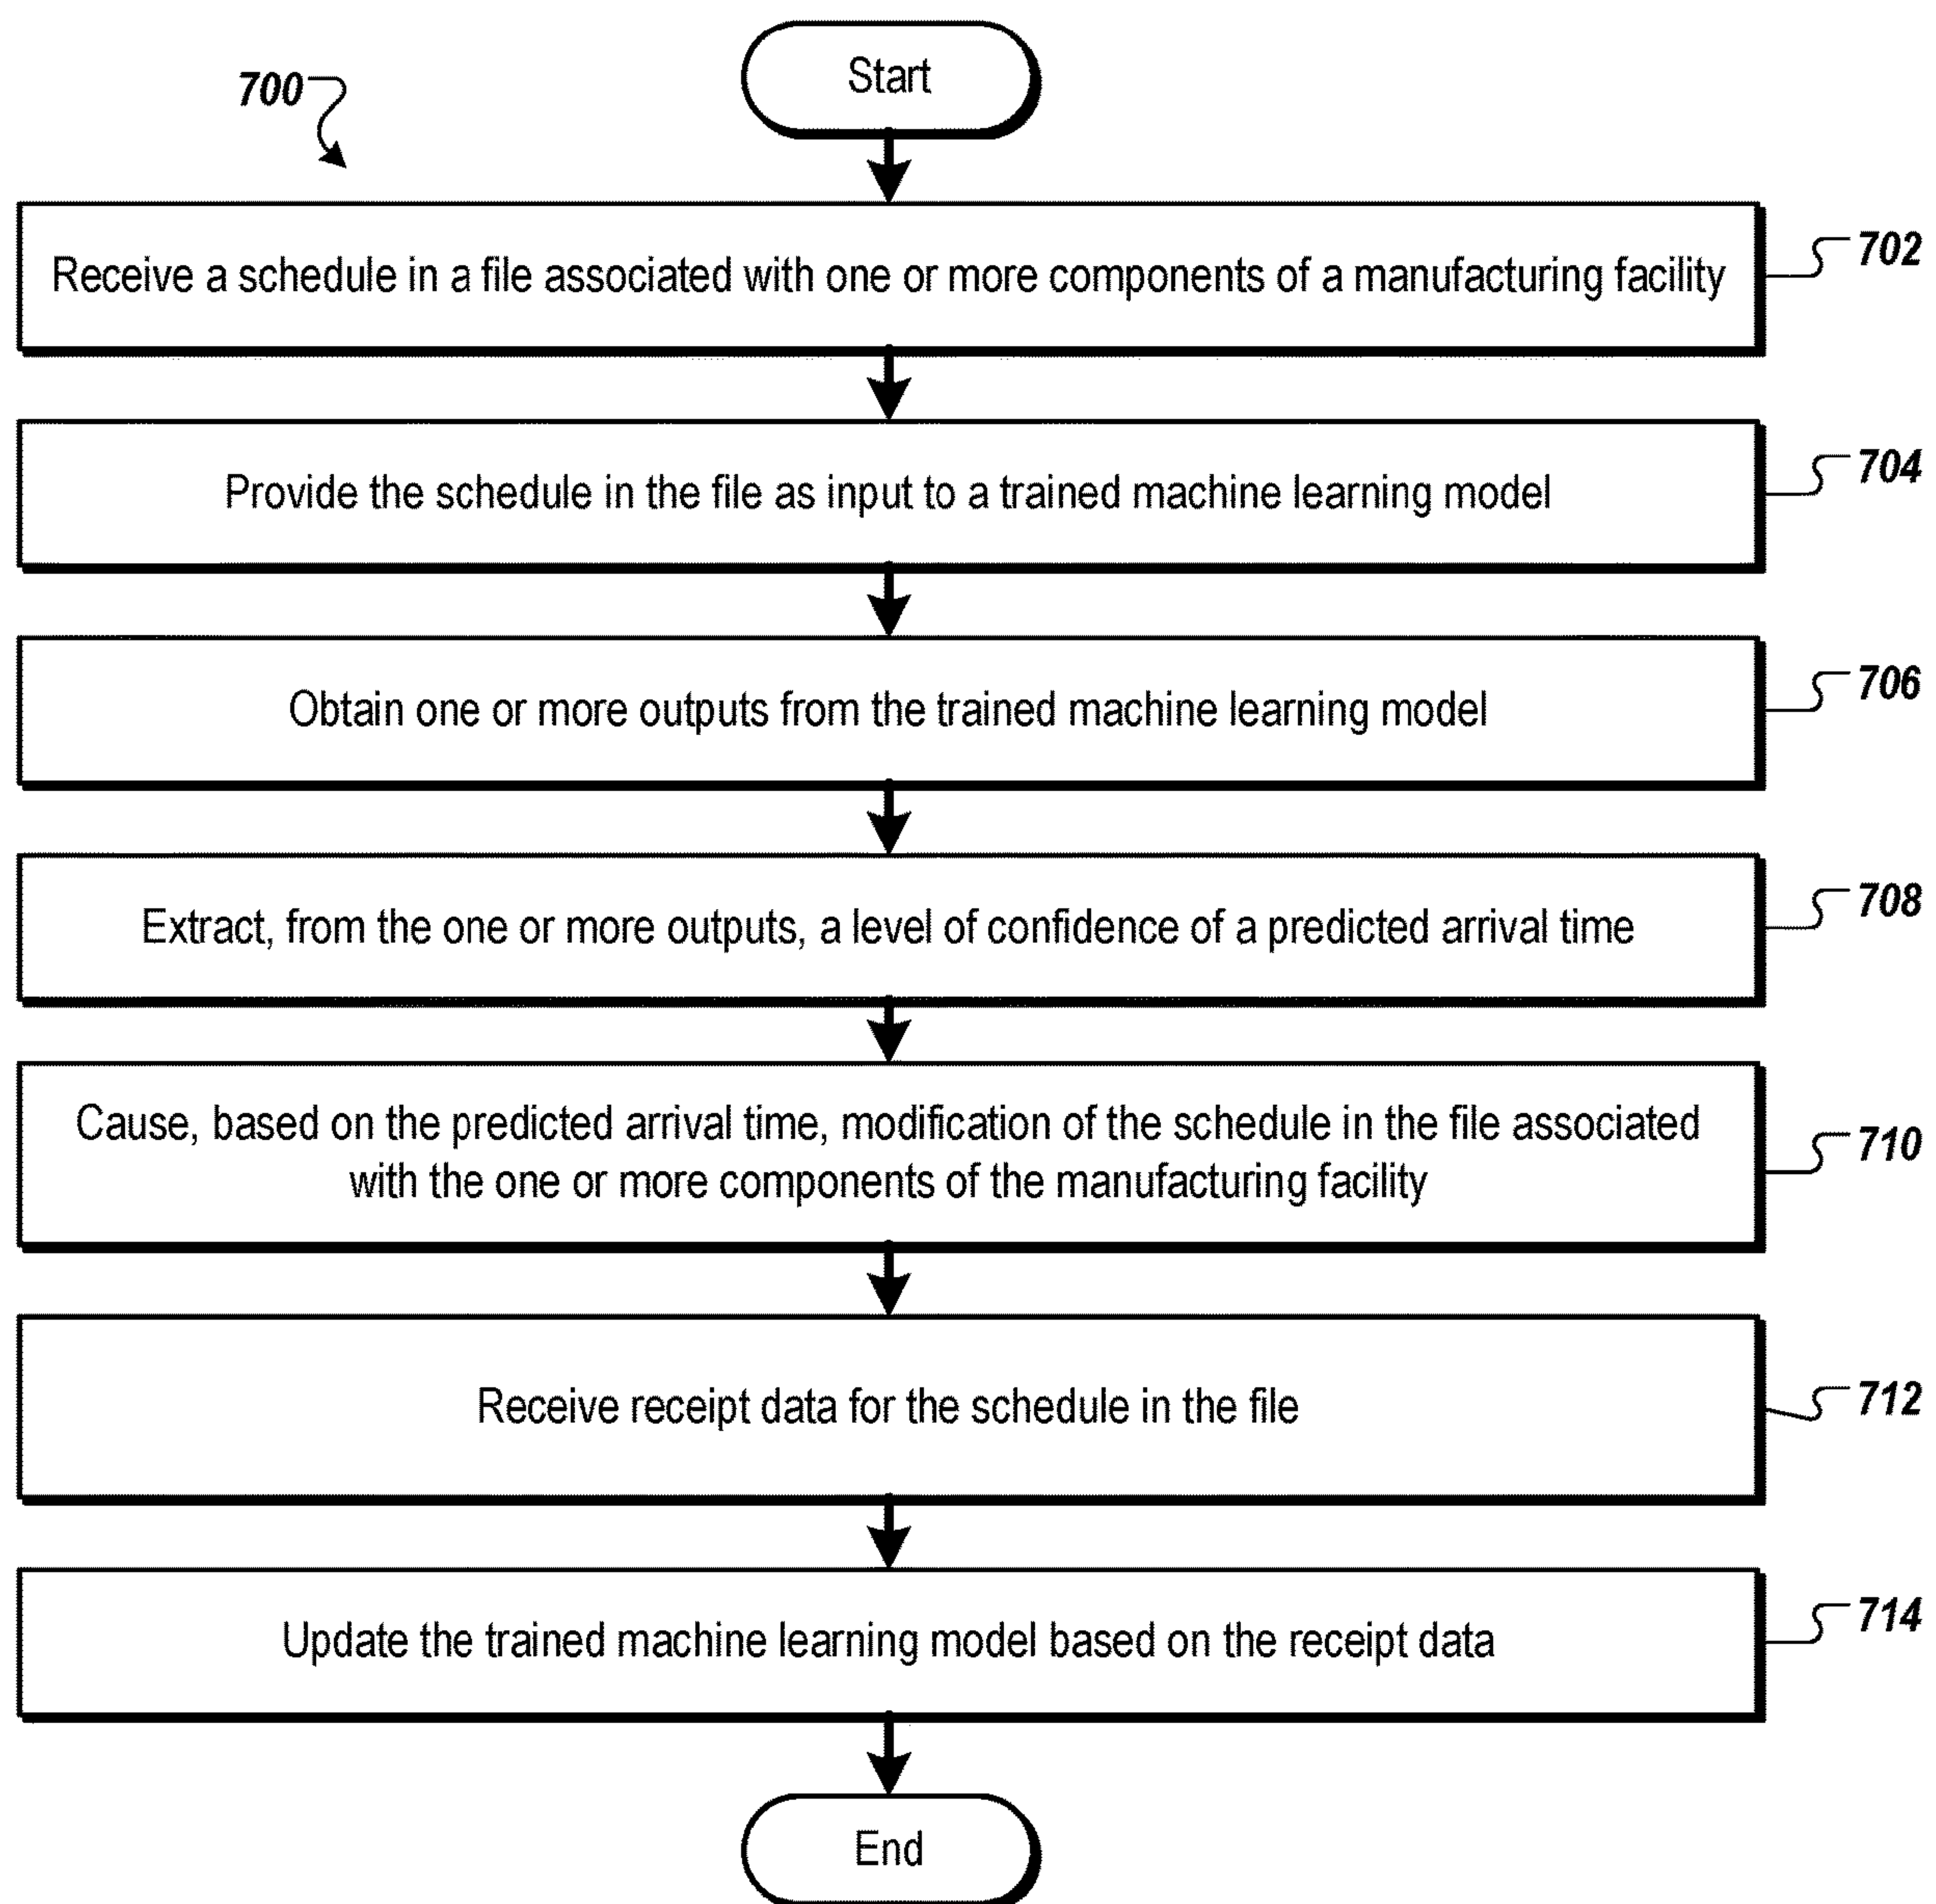 Start
700
Receive a schedule in a file associated with one or more components of a manufacturing facility
702
Provide the schedule in the file as input to a trained machine learning model
704
Obtain one or more outputs from the trained machine learning model
706
Extract, from the one or more outputs, a level of confidence of a predicted arrival time
708
Cause, based on the predicted arrival time, modification of the schedule in the file associated
with the one or more components of the manufacturing facility
710
Receive receipt data for the schedule in the file
712
Update the trained machine learning model based on the receipt data
714
End